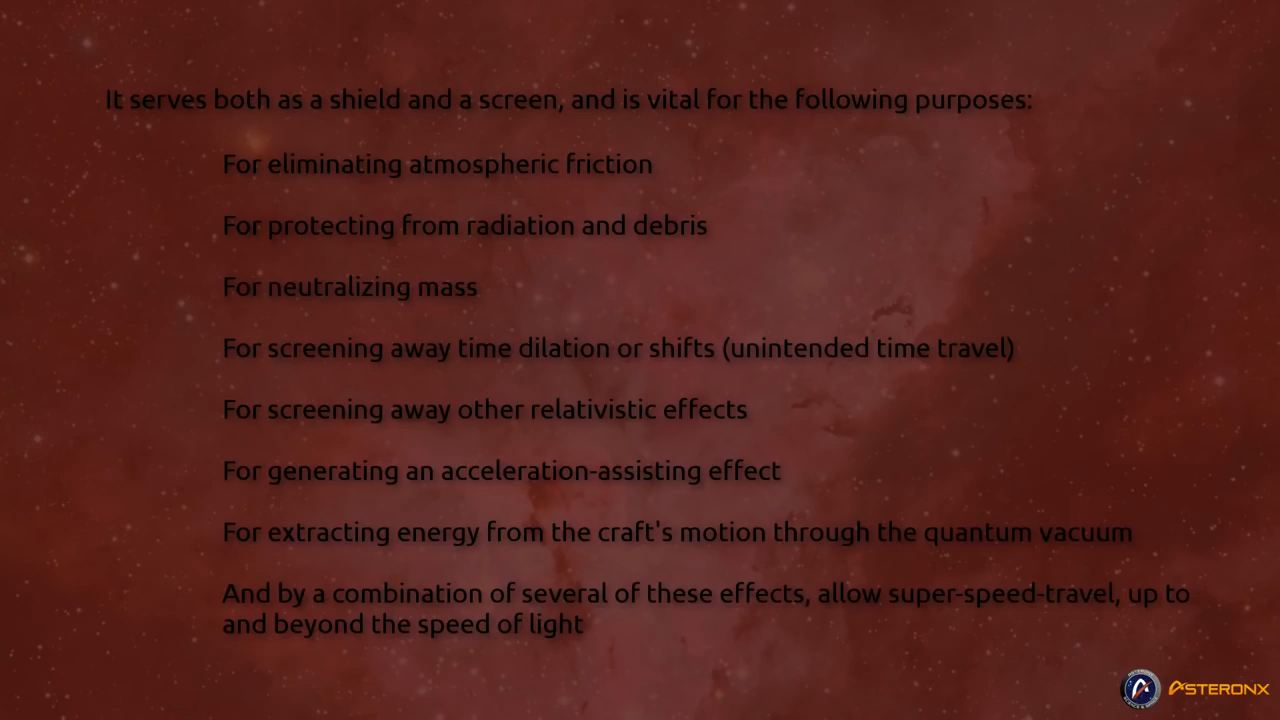 It serves both as a shield and a screen, and is vital for the following purposes:
For eliminating atmospheric friction
For protecting from radiation and debris
For neutralizing mass
For screening away time dilation or shifts (unintended time travel)
For screening away other relativistic effects
For generating an acceleration-assisting effect
For extracting energy from the craft's motion through the quantum vacuum
And by a combination of several of these effects, allow super-speed-travel, up to
and beyond the speed of light
ASTERONX